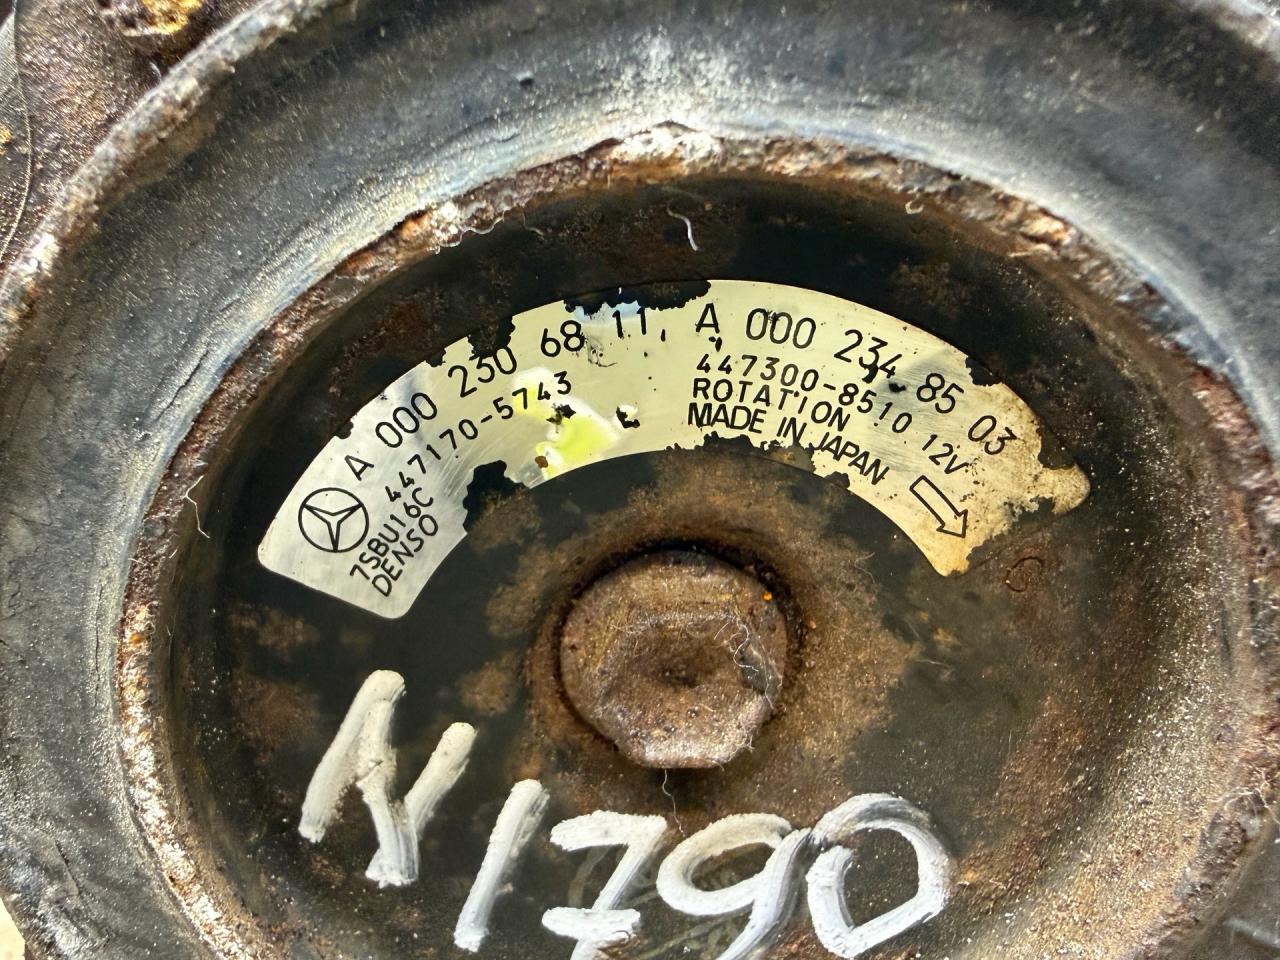 A 000 230 68 11, A 000 234 85 03
447170-5743
7SBU16C
DENSO
447300-8510 12V
ROTATION
MADE IN JAPAN
N1790